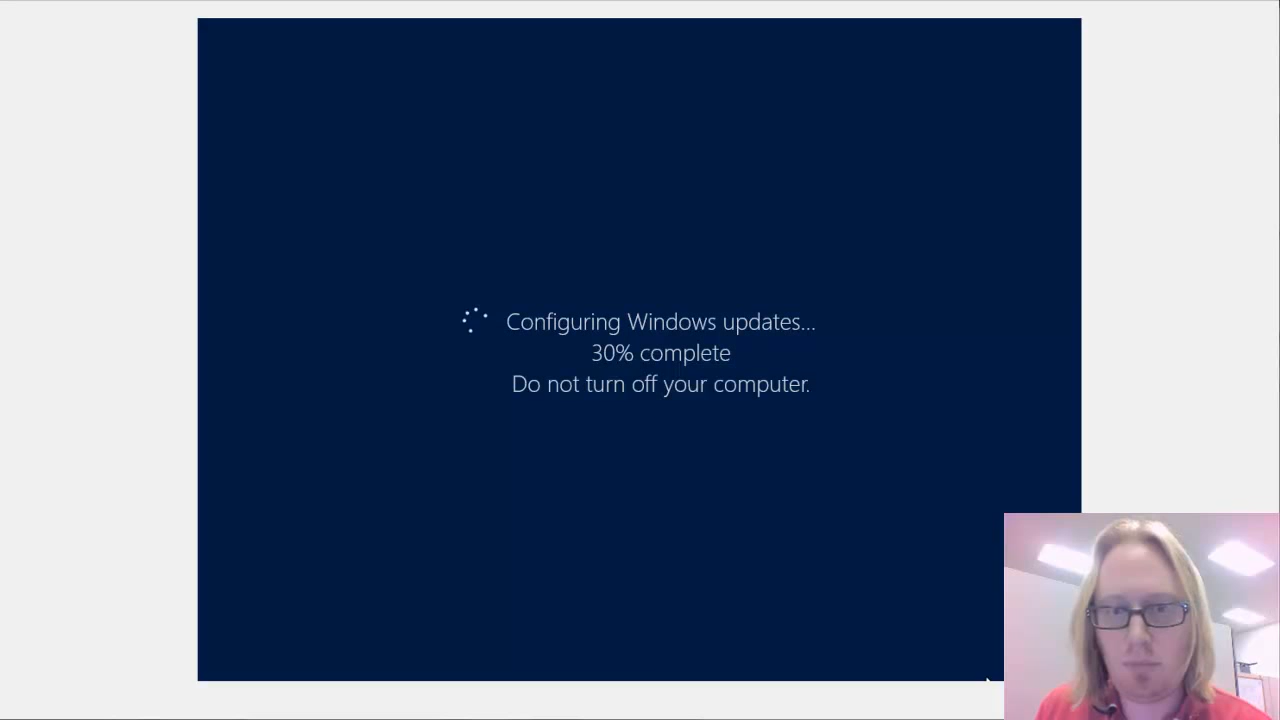 Configuring Windows updates...
30% complete
Do not turn off your computer.